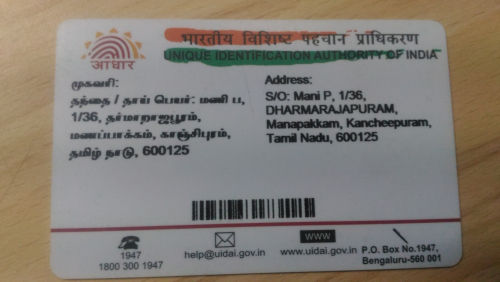 भारतीय विशिष्ट पहचान प्राधिकरण
UNIQUE IDENTIFICATION AUTHORITY OF INDIA
आधार
முகவரி:
தந்தை / தாய் பெயர்: மணி ப,
1/36, தர்மாராஜபூரம்,
மணப்பாக்கம், காஞ்சிபுரம்,
தமிழ் நாடு, 600125
Address:
S/O: Mani P, 1/36,
DHARMARAJAPURAM,
Manapakkam, Kancheepuram,
Tamil Nadu, 600125
1947
1800 300 1947
help@uidai.gov.in
WWW
www.uidai.gov.in
P.O. Box No.1947,
Bengaluru-560 001